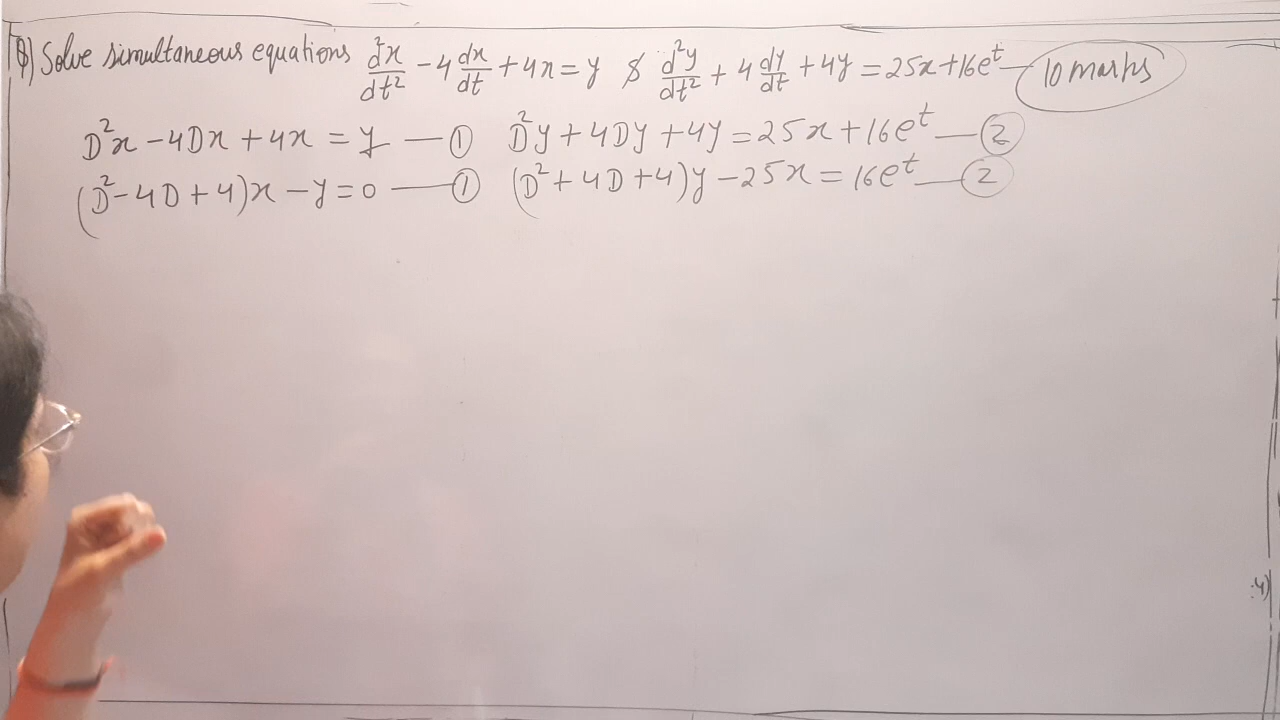 Q) Solve simultaneous equations d²x/dt² - 4 dx/dt + 4x = y & d²y/dt² + 4 dy/dt + 4y = 25x + 16e^t — 10 marks
D²x - 4Dx + 4x = y — ① D²y + 4Dy + 4y = 25x + 16e^t — ②
(D² - 4D + 4)x - y = 0 — ① (D² + 4D + 4)y - 25x = 16e^t — ②
:4)